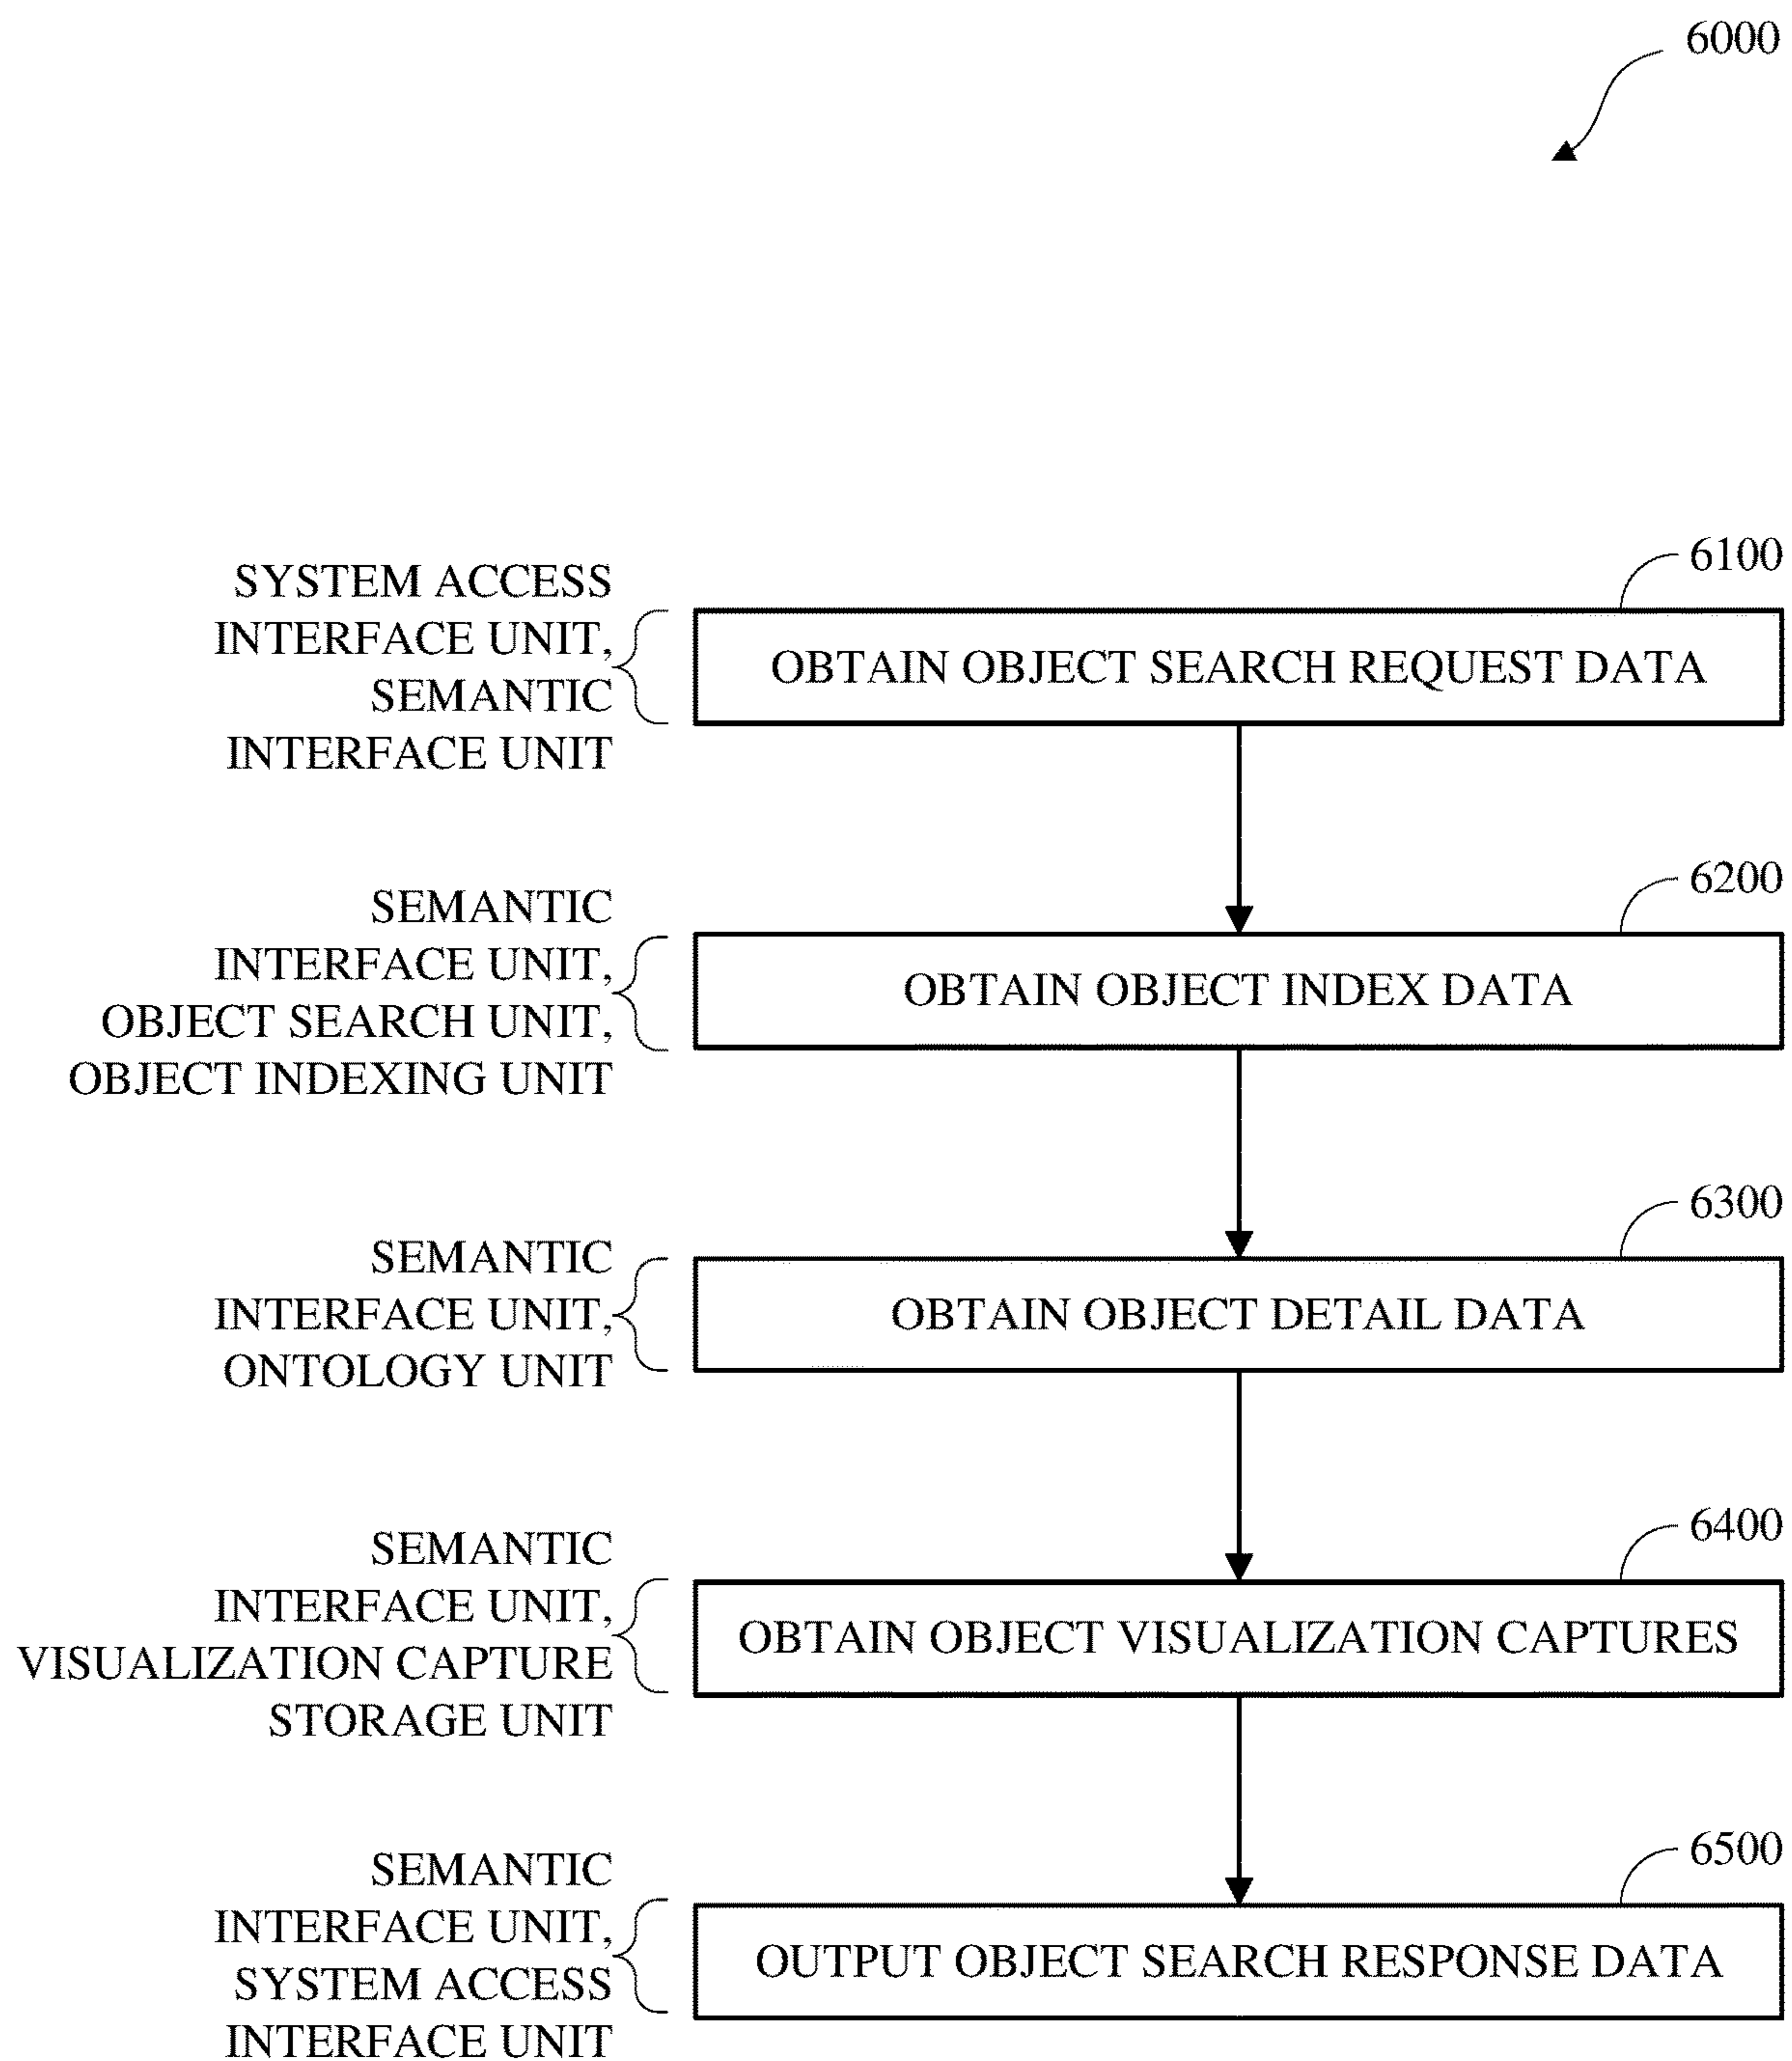 6000
6100
SYSTEM ACCESS
INTERFACE UNIT,
SEMANTIC
INTERFACE UNIT
OBTAIN OBJECT SEARCH REQUEST DATA
6200
SEMANTIC
INTERFACE UNIT,
OBJECT SEARCH UNIT,
OBJECT INDEXING UNIT
OBTAIN OBJECT INDEX DATA
6300
SEMANTIC
INTERFACE UNIT,
ONTOLOGY UNIT
OBTAIN OBJECT DETAIL DATA
6400
SEMANTIC
INTERFACE UNIT,
VISUALIZATION CAPTURE
STORAGE UNIT
OBTAIN OBJECT VISUALIZATION CAPTURES
6500
SEMANTIC
INTERFACE UNIT,
SYSTEM ACCESS
INTERFACE UNIT
OUTPUT OBJECT SEARCH RESPONSE DATA